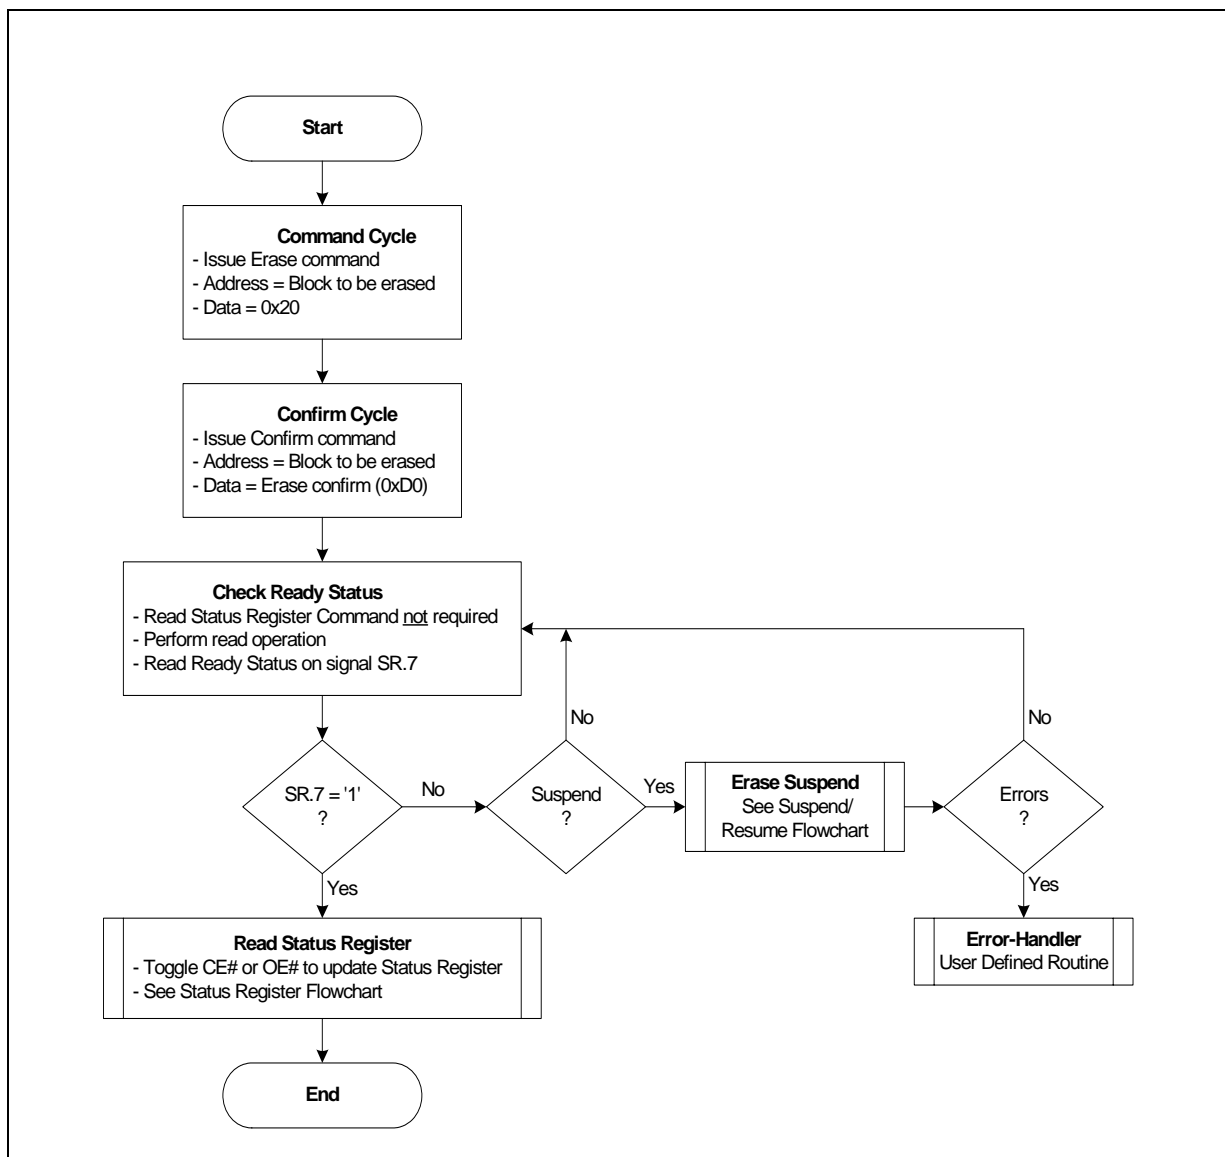 Start
Command Cycle
- Issue Erase command
- Address = Block to be erased
- Data = 0x20
Confirm Cycle
- Issue Confirm command
- Address = Block to be erased
- Data = Erase confirm (0xD0)
Check Ready Status
- Read Status Register Command not required
- Perform read operation
- Read Ready Status on signal SR.7
No
No
SR.7 = '1'
?
No
Suspend
?
Yes
Erase Suspend
See Suspend/
Resume Flowchart
Errors
?
Yes
Yes
Read Status Register
- Toggle CE# or OE# to update Status Register
- See Status Register Flowchart
Error-Handler
User Defined Routine
End